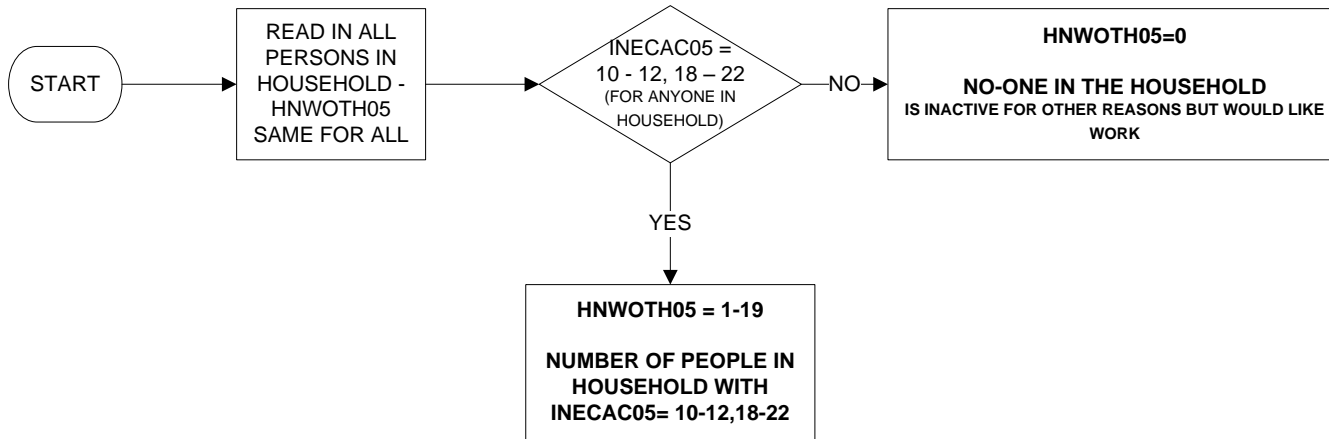 START
READ IN ALL
PERSONS IN
HOUSEHOLD -
HNWOTH05
SAME FOR ALL
INECAC05 =
10 - 12, 18 – 22
(FOR ANYONE IN
HOUSEHOLD)
NO
HNWOTH05=0
NO-ONE IN THE HOUSEHOLD
IS INACTIVE FOR OTHER REASONS BUT WOULD LIKE
WORK
YES
HNWOTH05 = 1-19
NUMBER OF PEOPLE IN
HOUSEHOLD WITH
INECAC05= 10-12,18-22